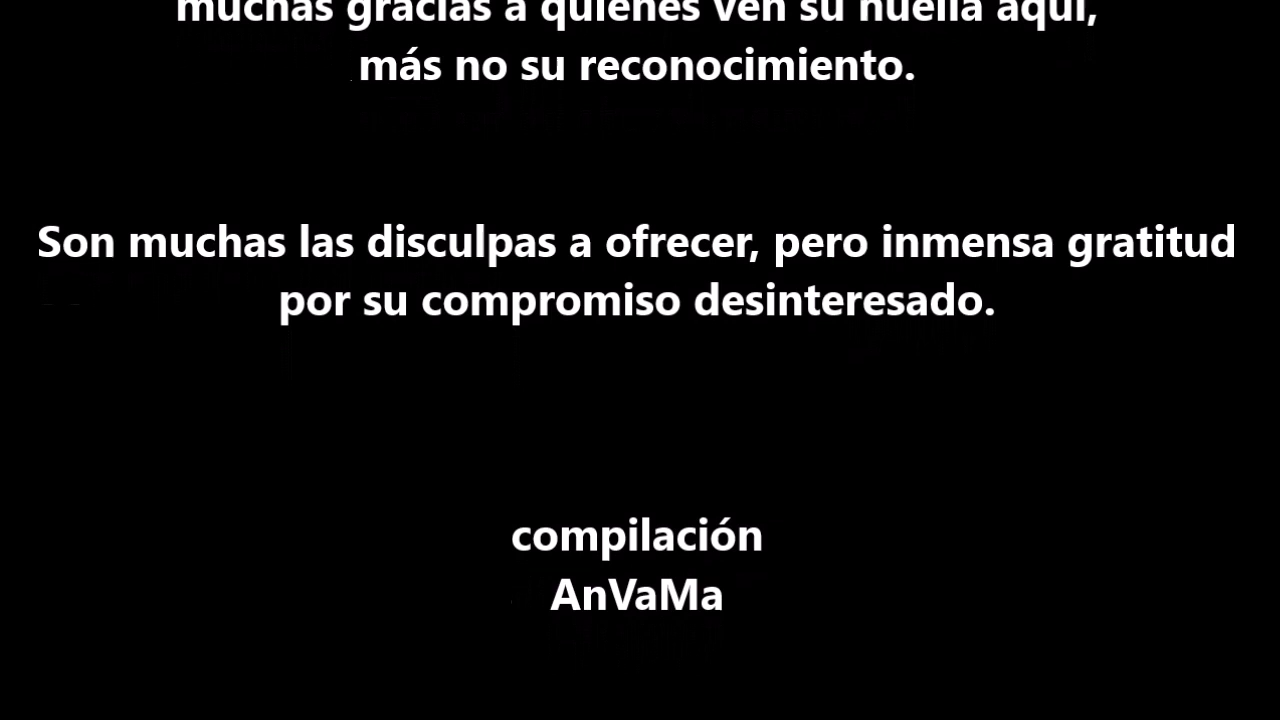 muchas gracias a quienes ven su huella aquí,
más no su reconocimiento.
Son muchas las disculpas a ofrecer, pero inmensa gratitud
por su compromiso desinteresado.
compilación
AnVaMa